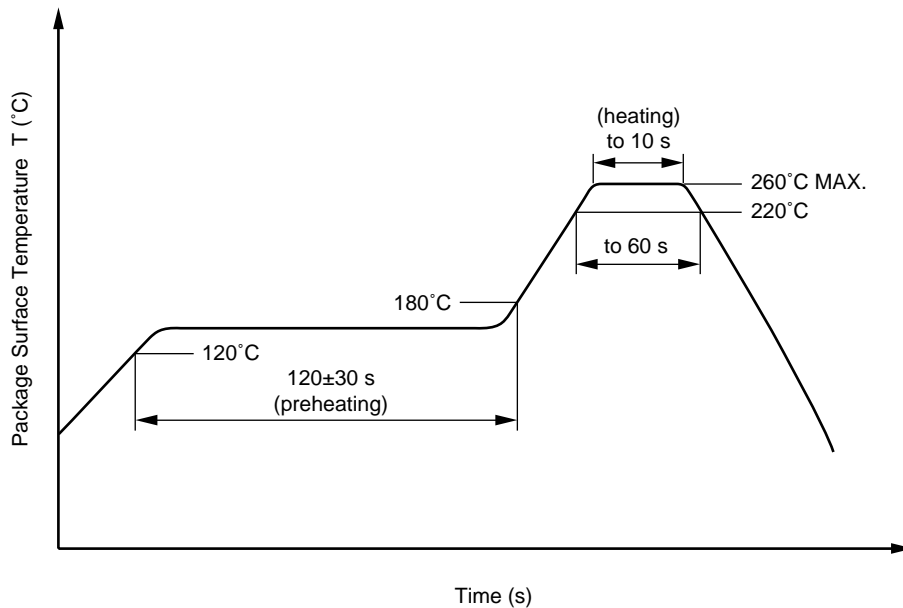 Package Surface Temperature T (˚C)
(heating)
to 10 s
260˚C MAX.
220˚C
to 60 s
180˚C
120˚C
120±30 s
(preheating)
Time (s)